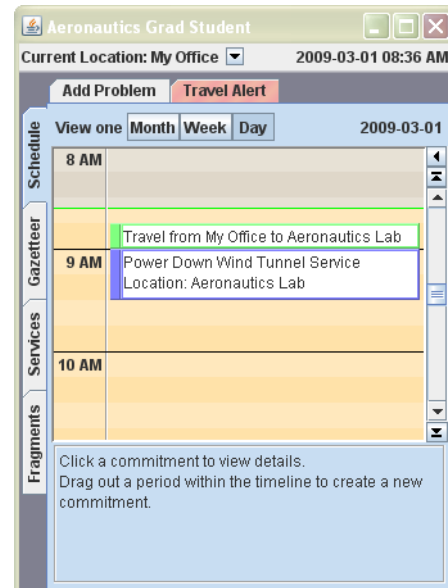 Aeronautics Grad Student
Current Location: My Office 2009-03-01 08:36 AM
Add Problem Travel Alert
View one Month Week Day 2009-03-01
Schedule
Gazetteer
Services
Fragments
8 AM
Travel from My Office to Aeronautics Lab
9 AM Power Down Wind Tunnel Service
Location: Aeronautics Lab
10 AM
Click a commitment to view details.
Drag out a period within the timeline to create a new
commitment.